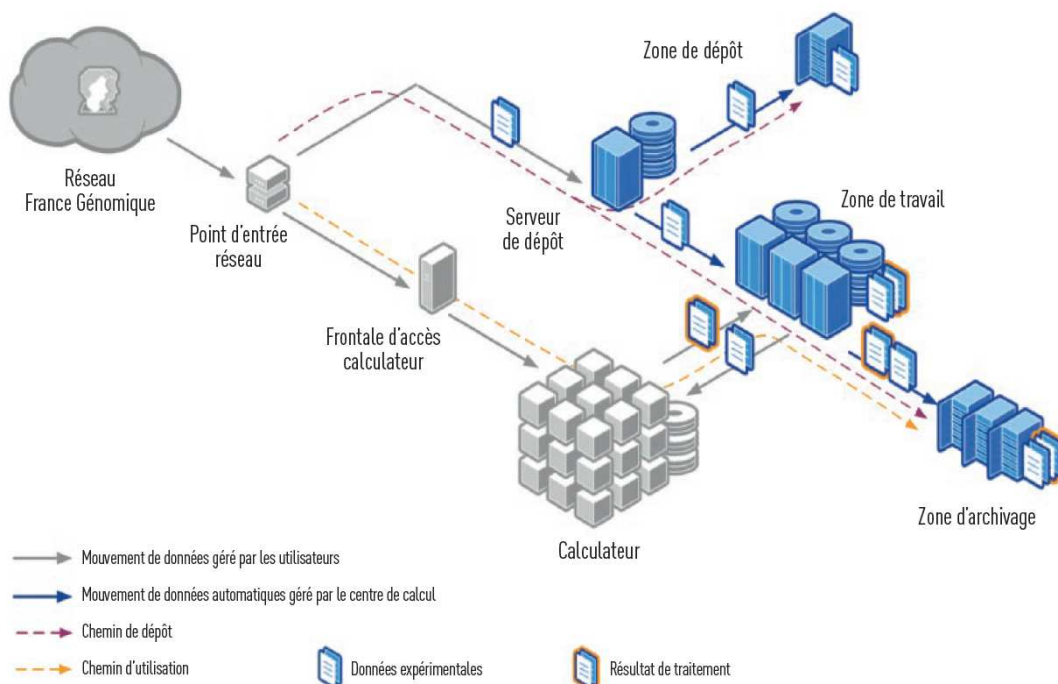 Zone de dépôt
Réseau
France Génomique
Point d'entrée
réseau
Serveur
de dépôt
Zone de travail
Frontale d'accès
calculateur
Calculateur
Zone d'archivage
Mouvement de données géré par les utilisateurs
Mouvement de données automatiques géré par le centre de calcul
Chemin de dépôt
Chemin d'utilisation
Données expérimentales
Résultat de traitement